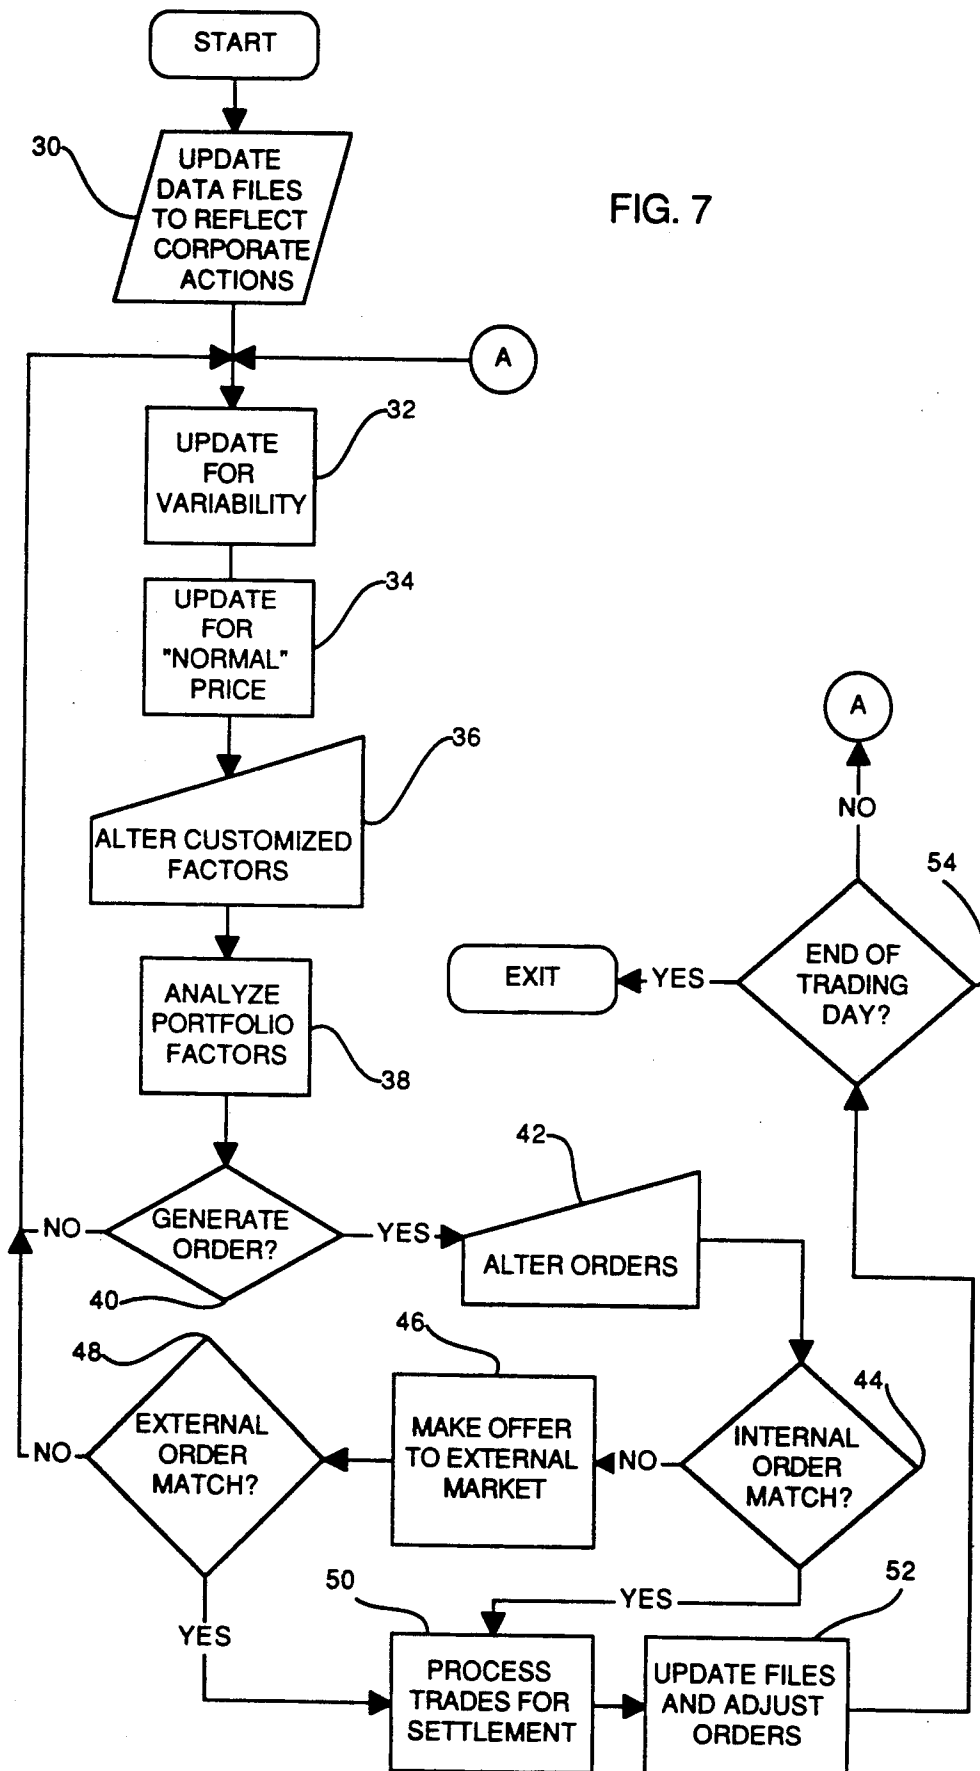 START
30
UPDATE
DATA FILES
TO REFLECT
CORPORATE
ACTIONS
FIG. 7
A
32
UPDATE
FOR
VARIABILITY
34
UPDATE
FOR
"NORMAL"
PRICE
A
36
ALTER CUSTOMIZED
FACTORS
NO
54
END OF
TRADING
DAY?
YES
EXIT
ANALYZE
PORTFOLIO
FACTORS
38
42
NO
GENERATE
ORDER?
YES
ALTER ORDERS
40
48
46
44
NO
EXTERNAL
ORDER
MATCH?
MAKE OFFER
TO EXTERNAL
MARKET
NO
INTERNAL
ORDER
MATCH?
50
52
YES
YES
PROCESS
TRADES FOR
SETTLEMENT
UPDATE FILES
AND ADJUST
ORDERS